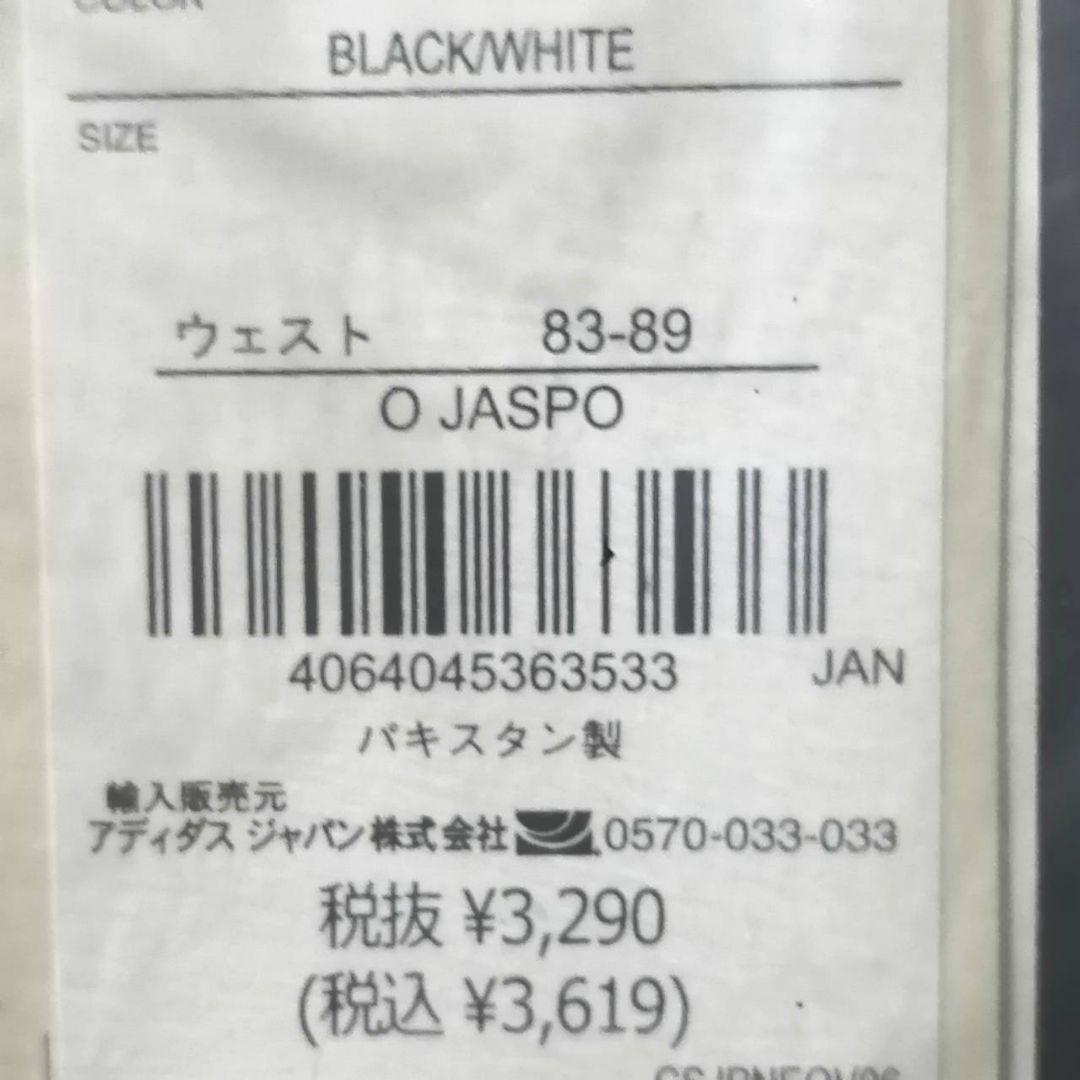 COLOR
BLACK/WHITE
SIZE
ウェスト 83-89
O JASPO
4064045363533 JAN
パキスタン製
輸入販売元
アディダス ジャパン株式会社 0570-033-033
税抜 ¥3,290
(税込 ¥3,619)